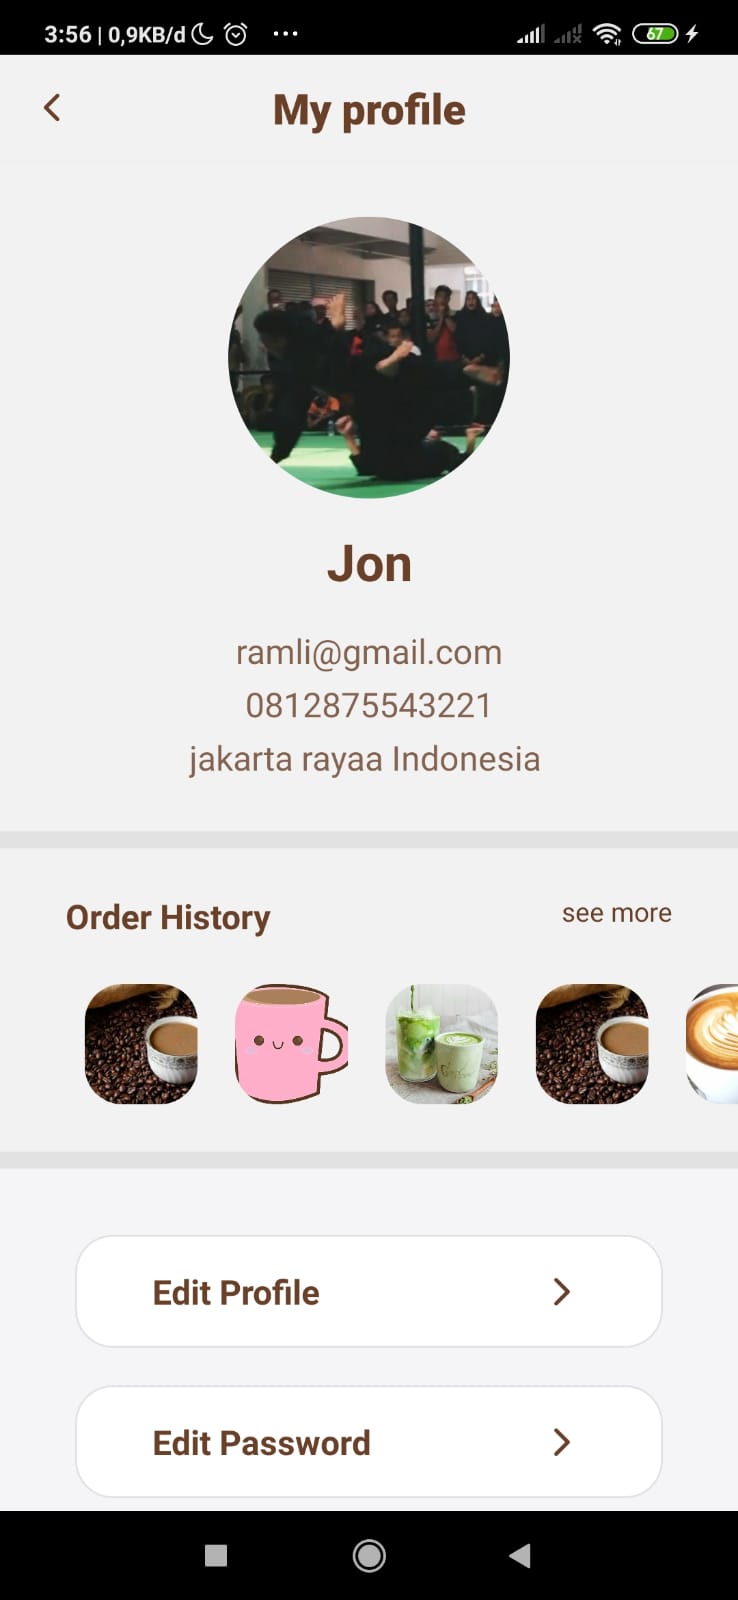 3:56 | 0,9KB/d ...
67
My profile
Jon
ramli@gmail.com
0812875543221
jakarta rayaa Indonesia
Order History
see more
Edit Profile
Edit Password